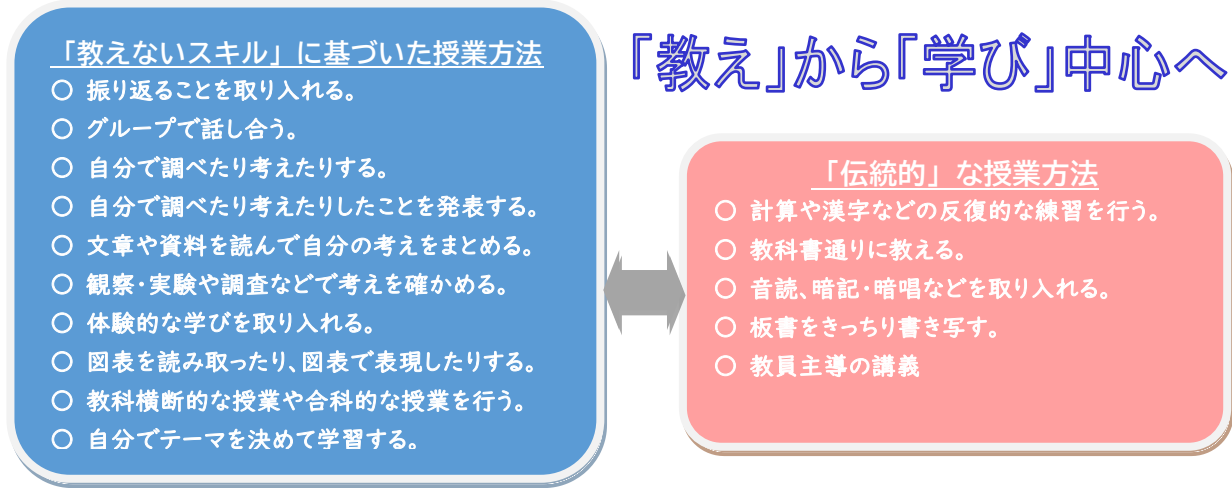 「教えないスキル」に基づいた授業方法
○ 振り返ることを取り入れる。
○ グループで話し合う。
○ 自分で調べたり考えたりする。
○ 自分で調べたり考えたりしたことを発表する。
○ 文章や資料を読んで自分の考えをまとめる。
○ 観察・実験や調査などで考えを確かめる。
○ 体験的な学びを取り入れる。
○ 図表を読み取ったり、図表で表現したりする。
○ 教科横断的な授業や合科的な授業を行う。
○ 自分でテーマを決めて学習する。
「教え」から「学び」中心へ
「伝統的」な授業方法
○ 計算や漢字などの反復的な練習を行う。
○ 教科書通りに教える。
○ 音読、暗記・暗唱などを取り入れる。
○ 板書をきっちり書き写す。
○ 教員主導の講義